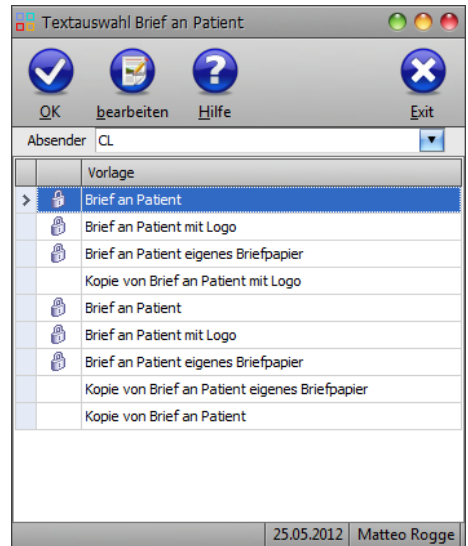 Textauswahl Brief an Patient
OK bearbeiten Hilfe Exit
Absender CL
Vorlage
Brief an Patient
Brief an Patient mit Logo
Brief an Patient eigenes Briefpapier
Kopie von Brief an Patient mit Logo
Brief an Patient
Brief an Patient mit Logo
Brief an Patient eigenes Briefpapier
Kopie von Brief an Patient eigenes Briefpapier
Kopie von Brief an Patient
25.05.2012 Matteo Rogge